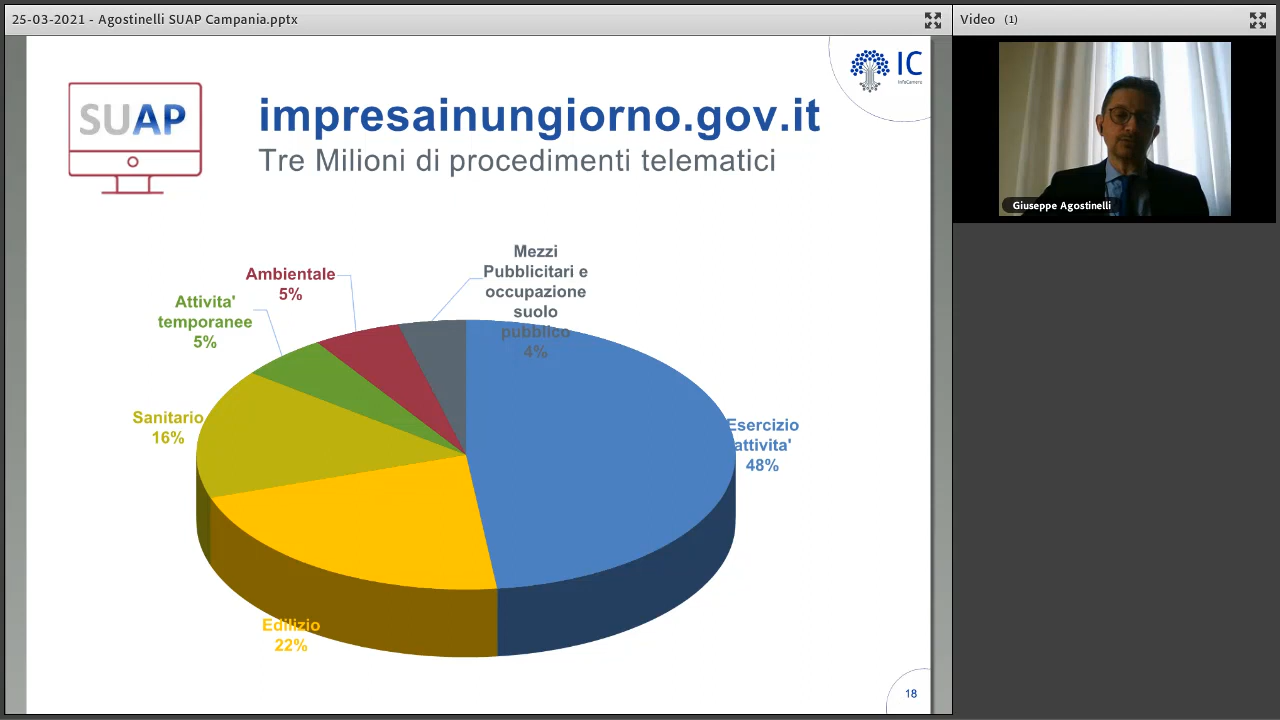 25-03-2021 - Agostinelli SUAP Campania.pptx
Video (1)
IC
InfoCamere
SUAP
impresainungiorno.gov.it
Tre Milioni di procedimenti telematici
Giuseppe Agostinelli
Mezzi
Pubblicitari e
occupazione
suolo
pubblico
4%
Ambientale
5%
Attivita'
temporanee
5%
Sanitario
16%
Esercizio
attivita'
48%
Edilizio
22%
18